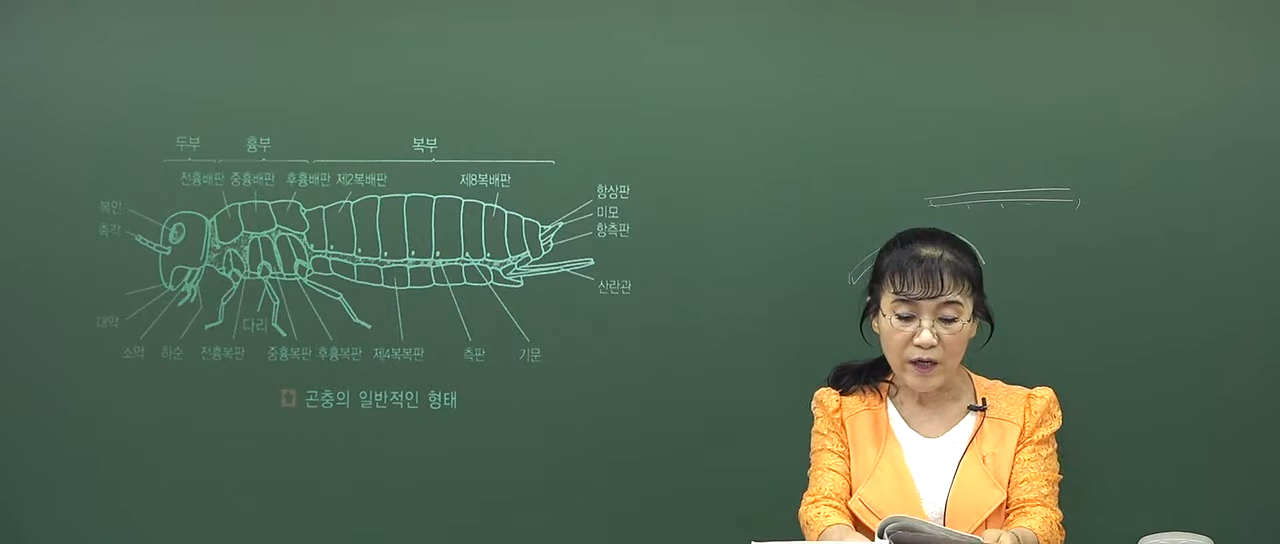 두부 흉부 복부
전흉배판 중흉배판 후흉배판 제2복배판 제8복배판
복안
촉각
항상판
미모
항측판
산란관
대악 다리
소악 하순 전흉복판 중흉복판 후흉복판 제4복복판 측판 기문
곤충의 일반적인 형태